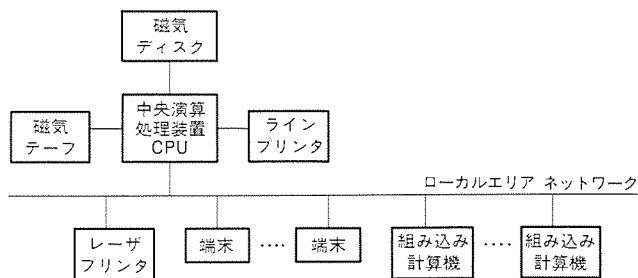 磁気
ディスク
磁気
テーフ
中央演算
処理装置
CPU
ライン
プリンタ
ローカルエリア ネットワーク
レーザ
プリンタ
端末
‥‥
端末
組み込み
計算機
‥‥
組み込み
計算機